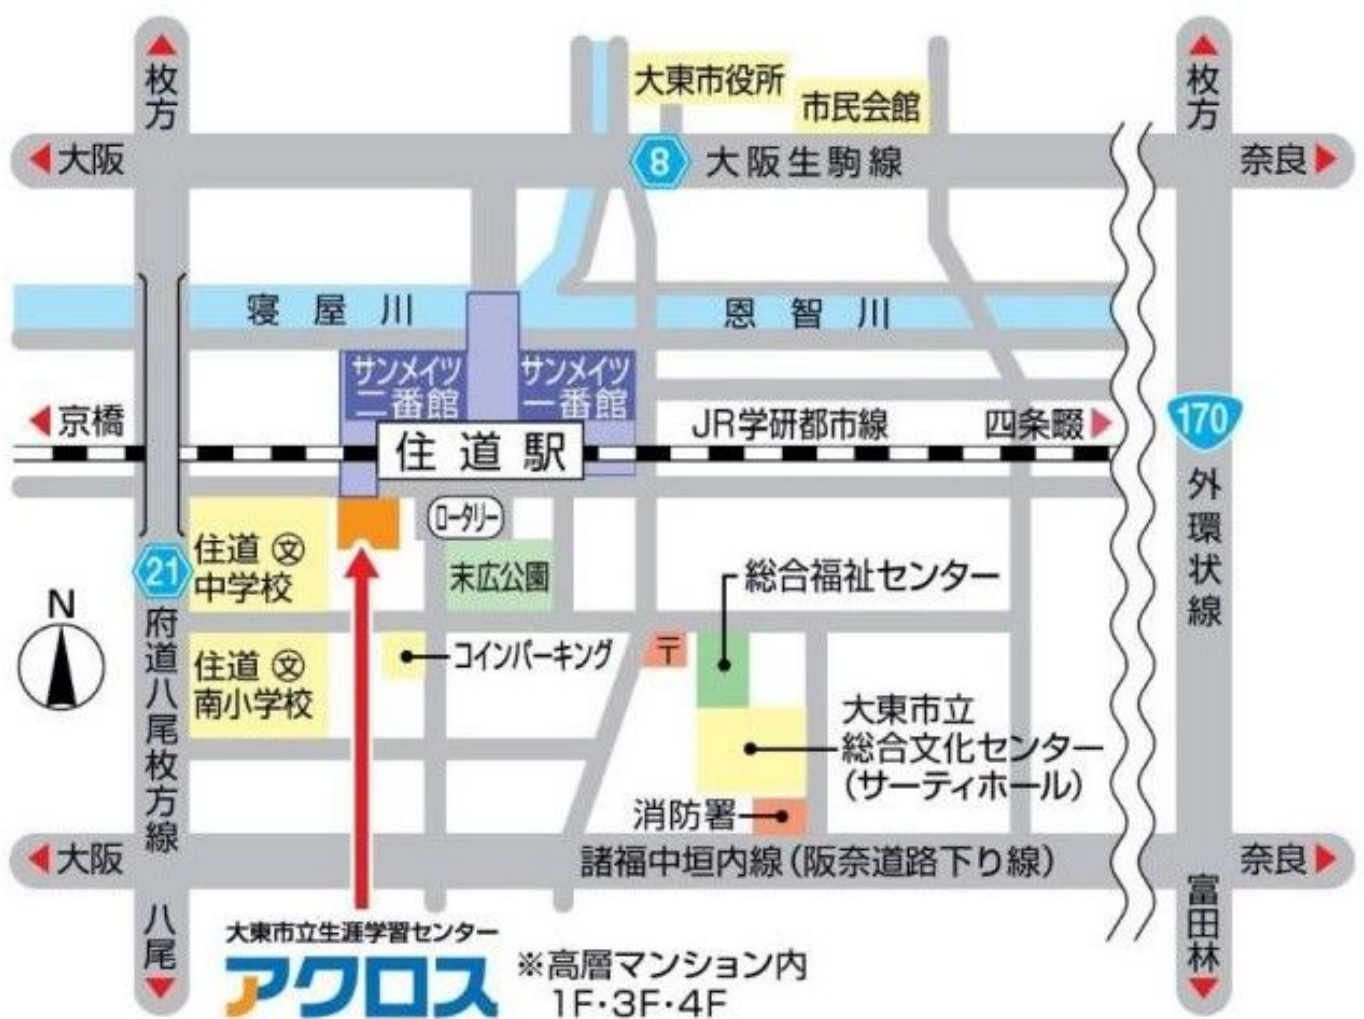 枚方
枚方
大東市役所
市民会館
大阪
8
大阪生駒線
奈良
寝屋川
恩智川
サンメイツ
二番館
サンメイツ
一番館
京橋
JR学研都市線
四条畷
170
住道駅
外環状線
ロータリー
住道 文
中学校
21
末広公園
総合福祉センター
N
府道八尾枚方線
コインパーキング
〒
住道 文
南小学校
大東市立
総合文化センター
(サーティホール)
消防署
大阪
諸福中垣内線(阪奈道路下り線)
奈良
八尾
富田林
大東市立生涯学習センター
アクロス
※高層マンション内
1F・3F・4F